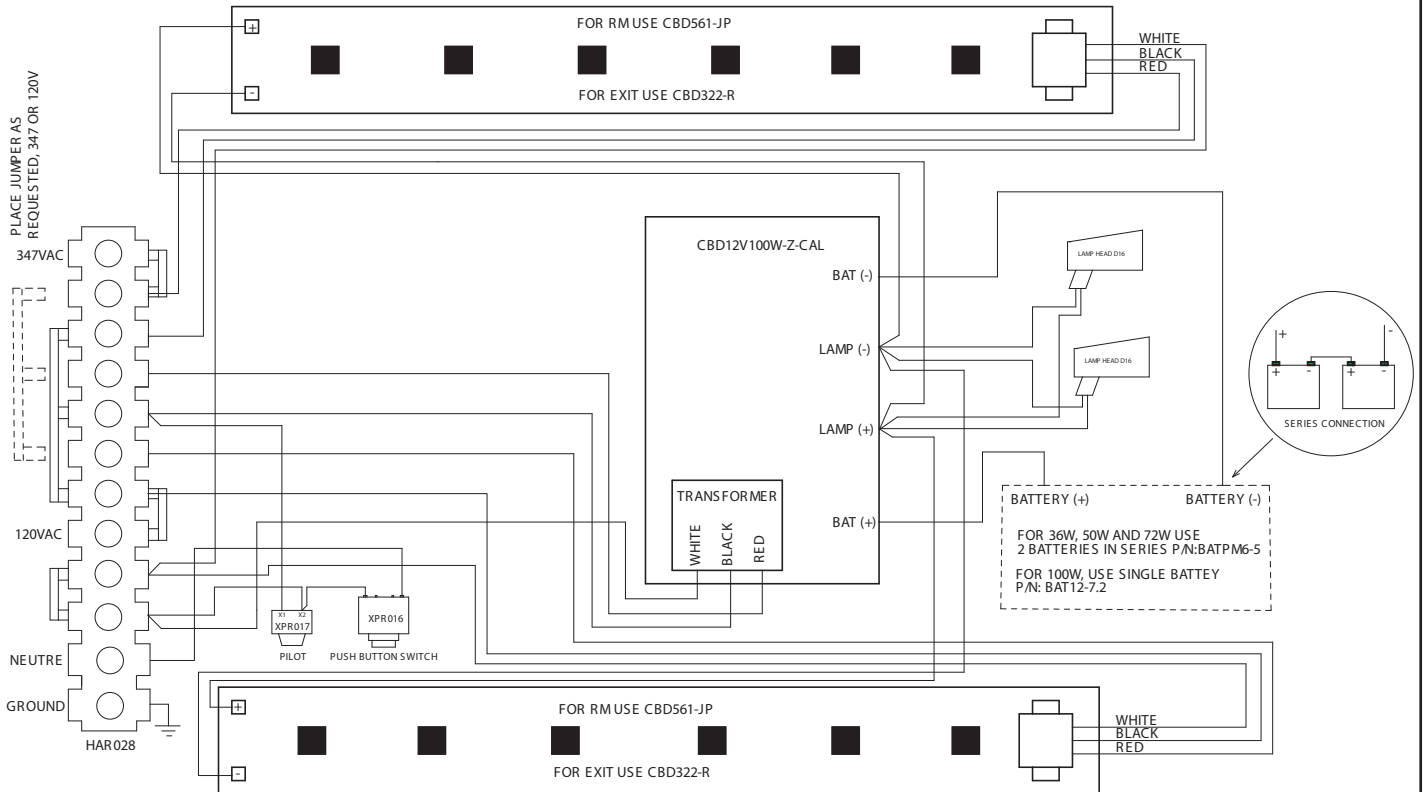 FOR RM USE CBD561-JP
+
-
FOR EXIT USE CBD322-R
WHITE
BLACK
RED
PLACE JUMPER AS
REQUESTED, 347 OR 120V
347VAC
120VAC
NEUTRE
GROUND
HAR028
CBD12V100W-Z-CAL
BAT (-)
LAMP (-)
LAMP (+)
BAT (+)
TRANSFORMER
WHITE
BLACK
RED
LAMP HEAD D16
LAMP HEAD D16
+
-
+
-
+
-
SERIES CONNECTION
BATTERY (+)
BATTERY (-)
FOR 36W, 50W AND 72W USE
2 BATTERIES IN SERIES P/N:BATPM6-5
FOR 100W, USE SINGLE BATTEY
P/N: BAT12-7.2
X1
X2
XPR017
PILOT
XPR016
PUSH BUTTON SWITCH
+
-
FOR RM USE CBD561-JP
FOR EXIT USE CBD322-R
WHITE
BLACK
RED